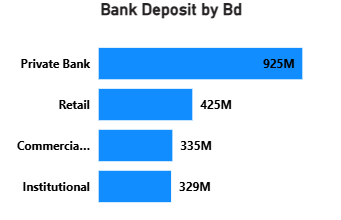 Bank Deposit by Bd
Private Bank 925M
Retail 425M
Commercia... 335M
Institutional 329M